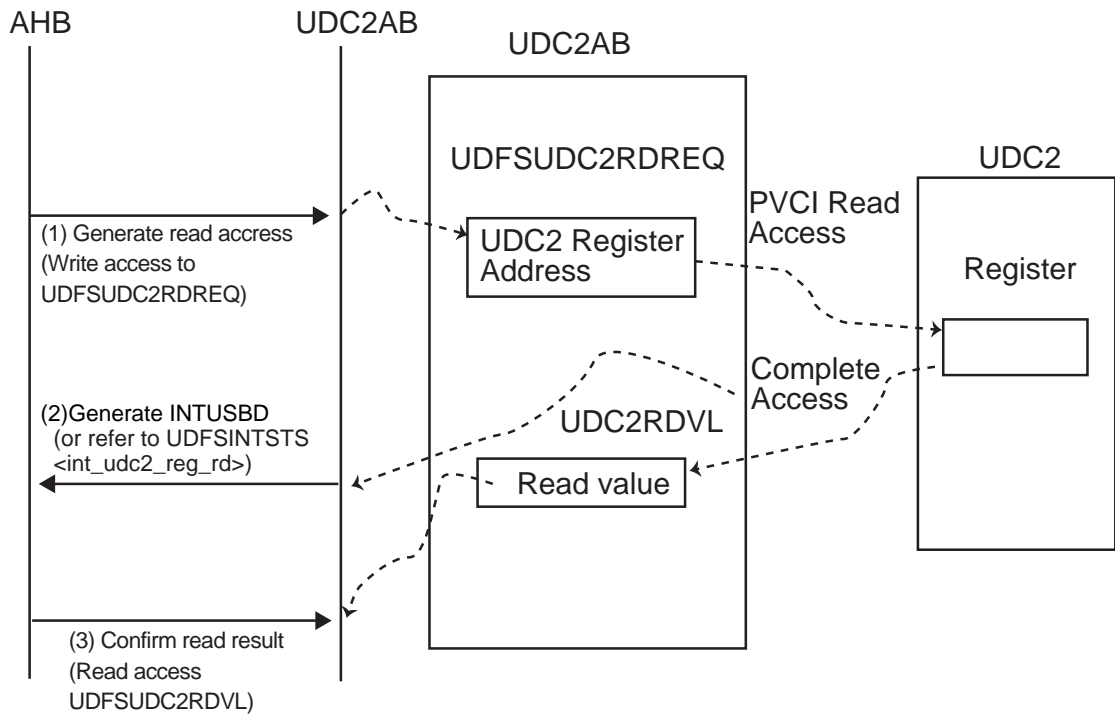 AHB
UDC2AB
UDC2AB
UDC2
UDFSUDC2RDREQ
UDC2 Register
Address
PVCI Read
Access
Register
(1) Generate read accress
(Write access to
UDFSUDC2RDREQ)
Complete
Access
(2)Generate INTUSBD
(or refer to UDFSINTSTS
<int_udc2_reg_rd>)
UDC2RDVL
Read value
(3) Confirm read result
(Read access
UDFSUDC2RDVL)